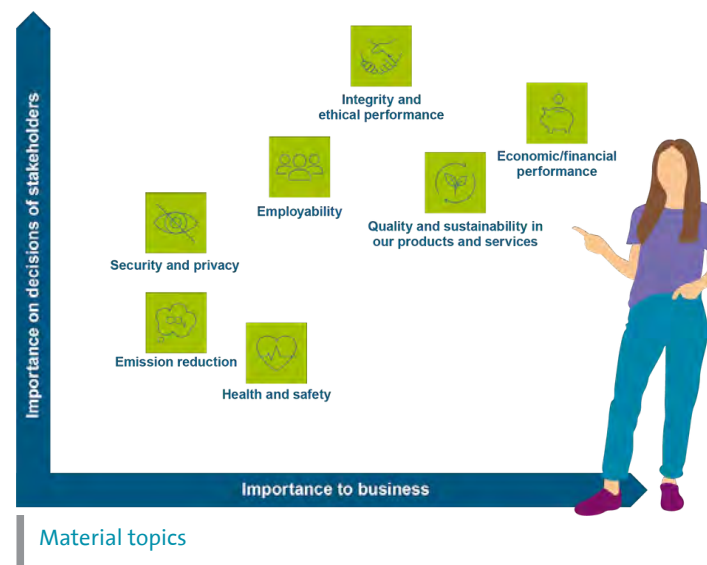 Importance on decisions of stakeholders
Integrity and
ethical performance
Economic/financial
performance
Employability
Quality and sustainability in
our products and services
Security and privacy
Emission reduction
Health and safety
Importance to business
Material topics